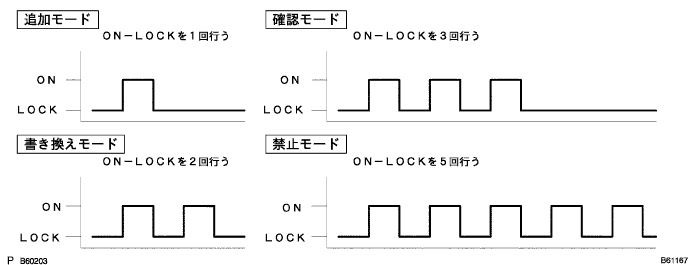 追加モード
ON－LOCKを1回行う
ON
LOCK
確認モード
ON－LOCKを3回行う
ON
LOCK
書き換えモード
ON－LOCKを2回行う
ON
LOCK
禁止モード
ON－LOCKを5回行う
ON
LOCK
P B60203
B61167